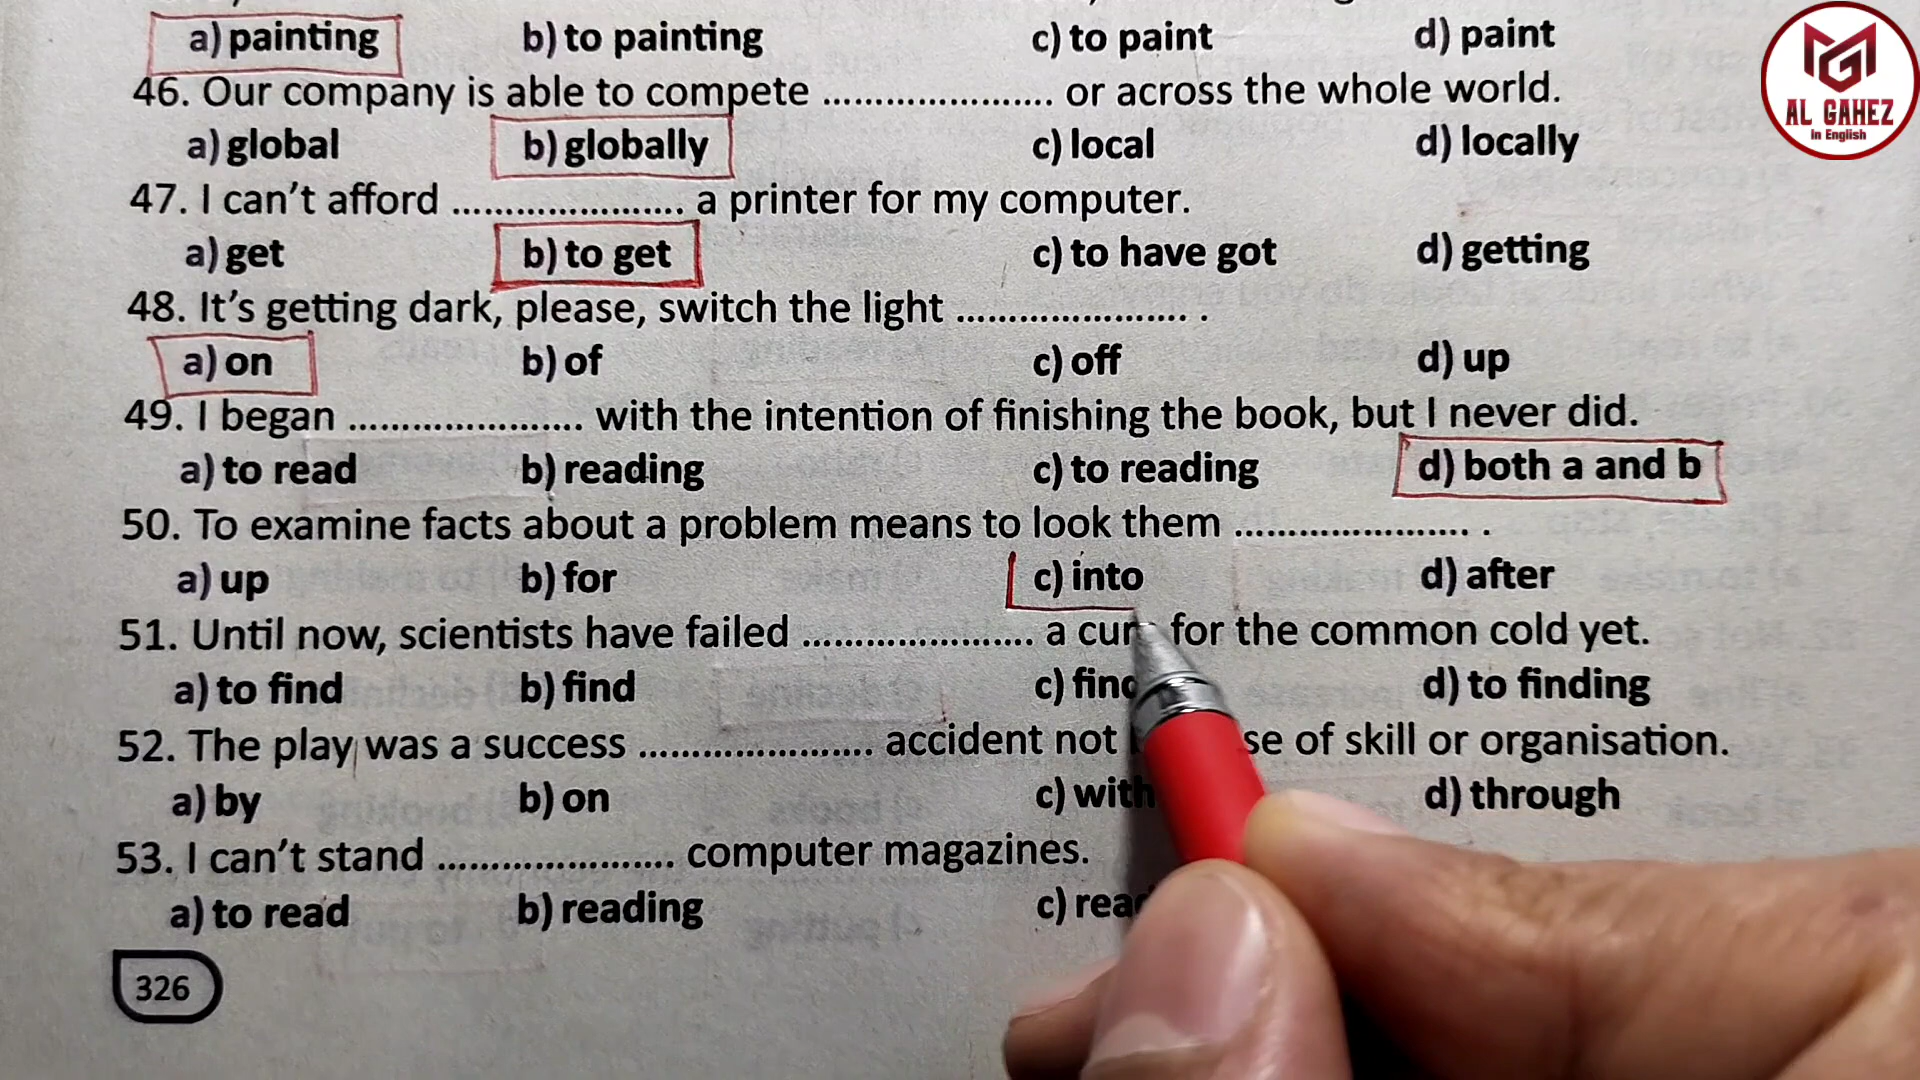 a) painting b) to painting c) to paint d) paint
46. Our company is able to compete ...................... or across the whole world.
a) global b) globally c) local d) locally
47. I can't afford ...................... a printer for my computer.
a) get b) to get c) to have got d) getting
48. It's getting dark, please, switch the light ...................... .
a) on b) of c) off d) up
49. I began ...................... with the intention of finishing the book, but I never did.
a) to read b) reading c) to reading d) both a and b
50. To examine facts about a problem means to look them ...................... .
a) up b) for c) into d) after
51. Until now, scientists have failed ...................... a for the common cold yet.
a) to find b) find c) d) to finding
52. The play was a success ...................... accident not of skill or organisation.
a) by b) on c) with d) through
53. I can't stand ...................... computer magazines.
a) to read b) reading c)
326
AL GAHEZ
in English